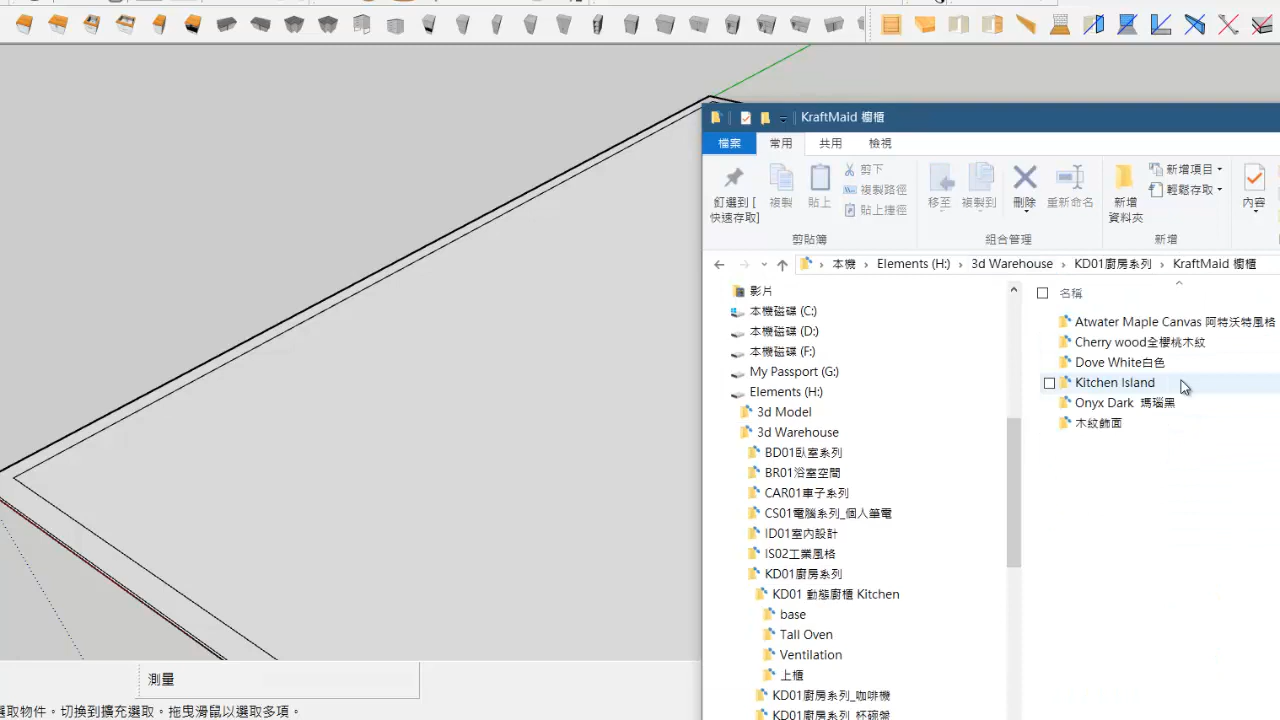 KraftMaid 櫥櫃
檔案 常用 共用 檢視
釘選到 [
快速存取]
複製
貼上
剪下
複製路徑
貼上捷徑
剪貼簿
移至
複製到
刪除
重新命名
組合管理
新增
資料夾
新增項目
輕鬆存取
新增
內容
本機 › Elements (H:) › 3d Warehouse › KD01廚房系列 › KraftMaid 櫥櫃
影片
本機磁碟 (C:)
本機磁碟 (D:)
本機磁碟 (F:)
My Passport (G:)
Elements (H:)
3d Model
3d Warehouse
BD01臥室系列
BR01浴室空間
CAR01車子系列
CS01電腦系列_個人筆電
ID01室內設計
IS02工業風格
KD01廚房系列
KD01 動態廚櫃 Kitchen
base
Tall Oven
Ventilation
上櫃
KD01廚房系列_咖啡機
KD01廚房系列_杯碗盤
名稱
Atwater Maple Canvas 阿特沃特風格
Cherry wood全櫻桃木紋
Dove White白色
Kitchen Island
Onyx Dark 瑪瑙黑
木紋飾面
測量
選取物件。切換到擴充選取。拖曳滑鼠以選取多項。